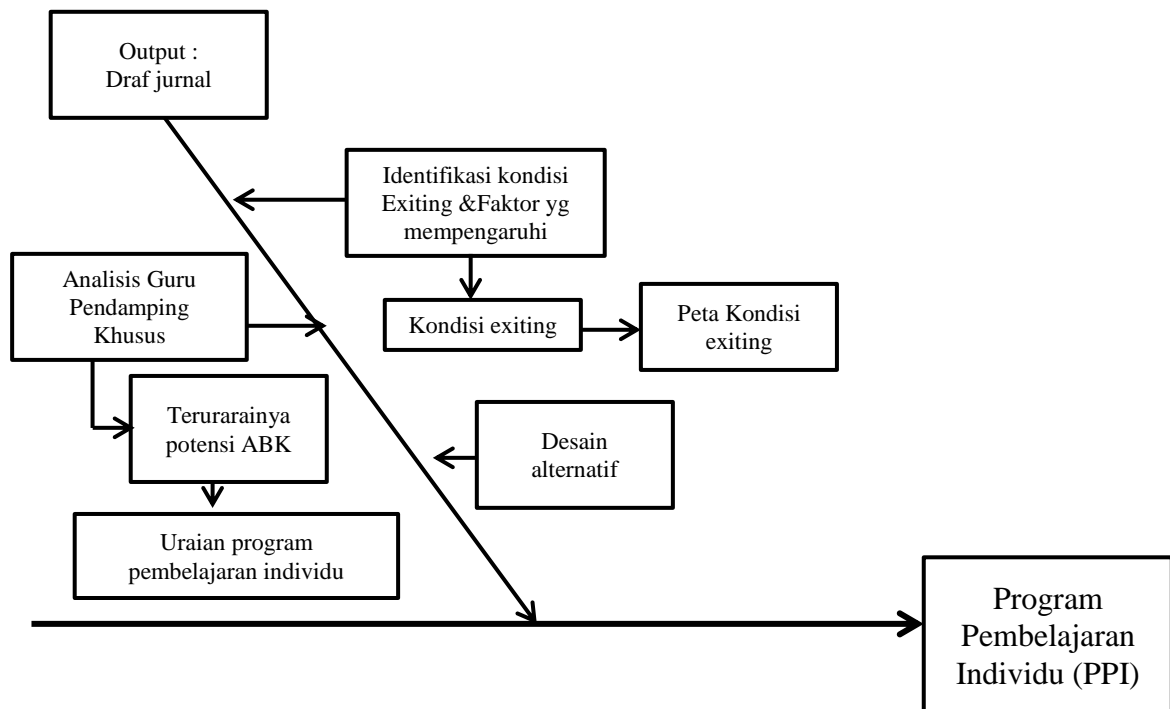 Output :
Draf jurnal
Identifikasi kondisi
Exiting &Faktor yg
mempengaruhi
Analisis Guru
Pendamping
Khusus
Kondisi exiting
Peta Kondisi
exiting
Terurarainya
potensi ABK
Desain
alternatif
Uraian program
pembelajaran individu
Program
Pembelajaran
Individu (PPI)